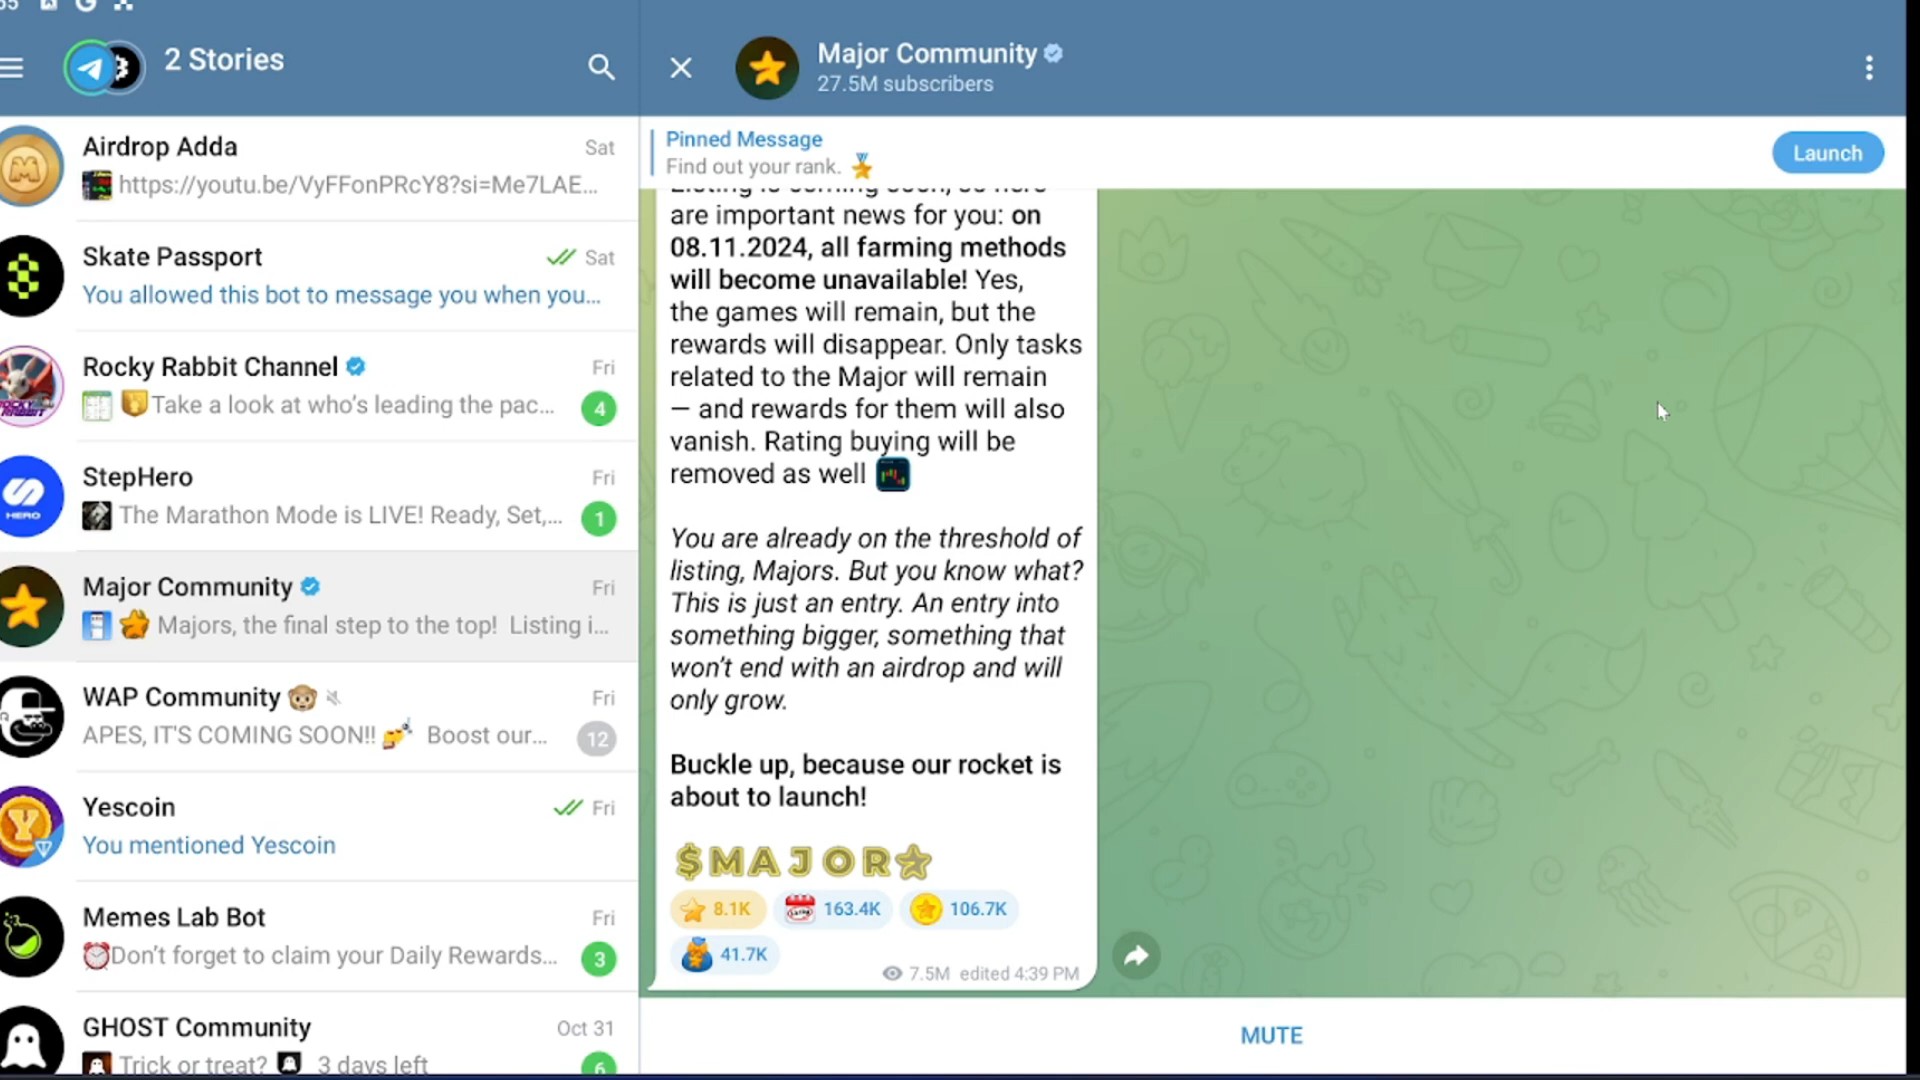 2 Stories
Airdrop Adda
Sat
https://youtu.be/VyFFonPRcY8?si=Me7LAE...
Skate Passport
Sat
You allowed this bot to message you when you...
Rocky Rabbit Channel
Fri
Take a look at who's leading the pac...
4
StepHero
Fri
HERO
The Marathon Mode is LIVE! Ready, Set,...
1
Major Community
Fri
Majors, the final step to the top! Listing i...
WAP Community
Fri
APES, IT'S COMING SOON!! Boost our...
12
Yescoin
Fri
You mentioned Yescoin
Memes Lab Bot
Fri
Don't forget to claim your Daily Rewards...
3
GHOST Community
Oct 31
Trick or treat? 3 days left
6
Major Community
27.5M subscribers
Pinned Message
Find out your rank.
Launch
Listing is coming soon, so here
are important news for you: on
08.11.2024, all farming methods
will become unavailable! Yes,
the games will remain, but the
rewards will disappear. Only tasks
related to the Major will remain
— and rewards for them will also
vanish. Rating buying will be
removed as well
You are already on the threshold of
listing, Majors. But you know what?
This is just an entry. An entry into
something bigger, something that
won't end with an airdrop and will
only grow.
Buckle up, because our rocket is
about to launch!
$MAJOR
8.1K 163.4K 106.7K
41.7K
7.5M edited 4:39 PM
MUTE